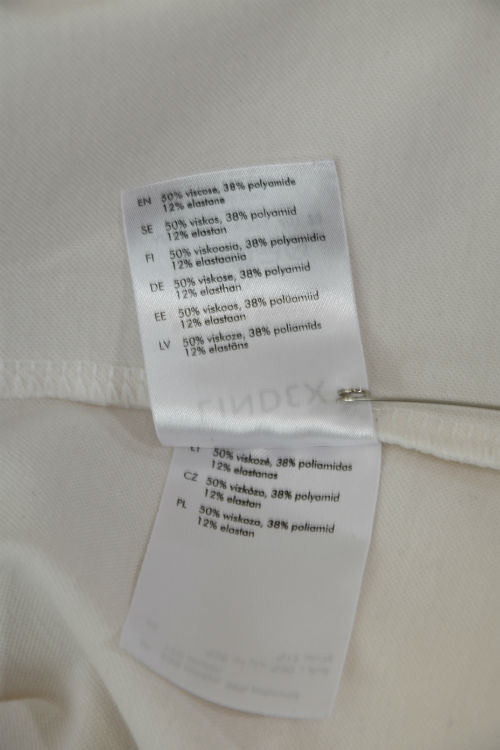 EN 50% viscose, 38% polyamide
12% elastane
SE 50% viskos, 38% polyamid
12% elastan
FI 50% viskoosia, 38% polyamidia
12% elastaania
DE 50% viskose, 38% polyamid
12% elasthan
EE 50% viskoos, 38% polüamiid
12% elastaan
LV 50% viskoze, 38% poliamīds
12% elastāns
LINDEX
LT 50% viskozė, 38% poliamidas
12% elastanas
CZ 50% viskóza, 38% polyamid
12% elastan
PL 50% wiskoza, 38% poliamid
12% elastan